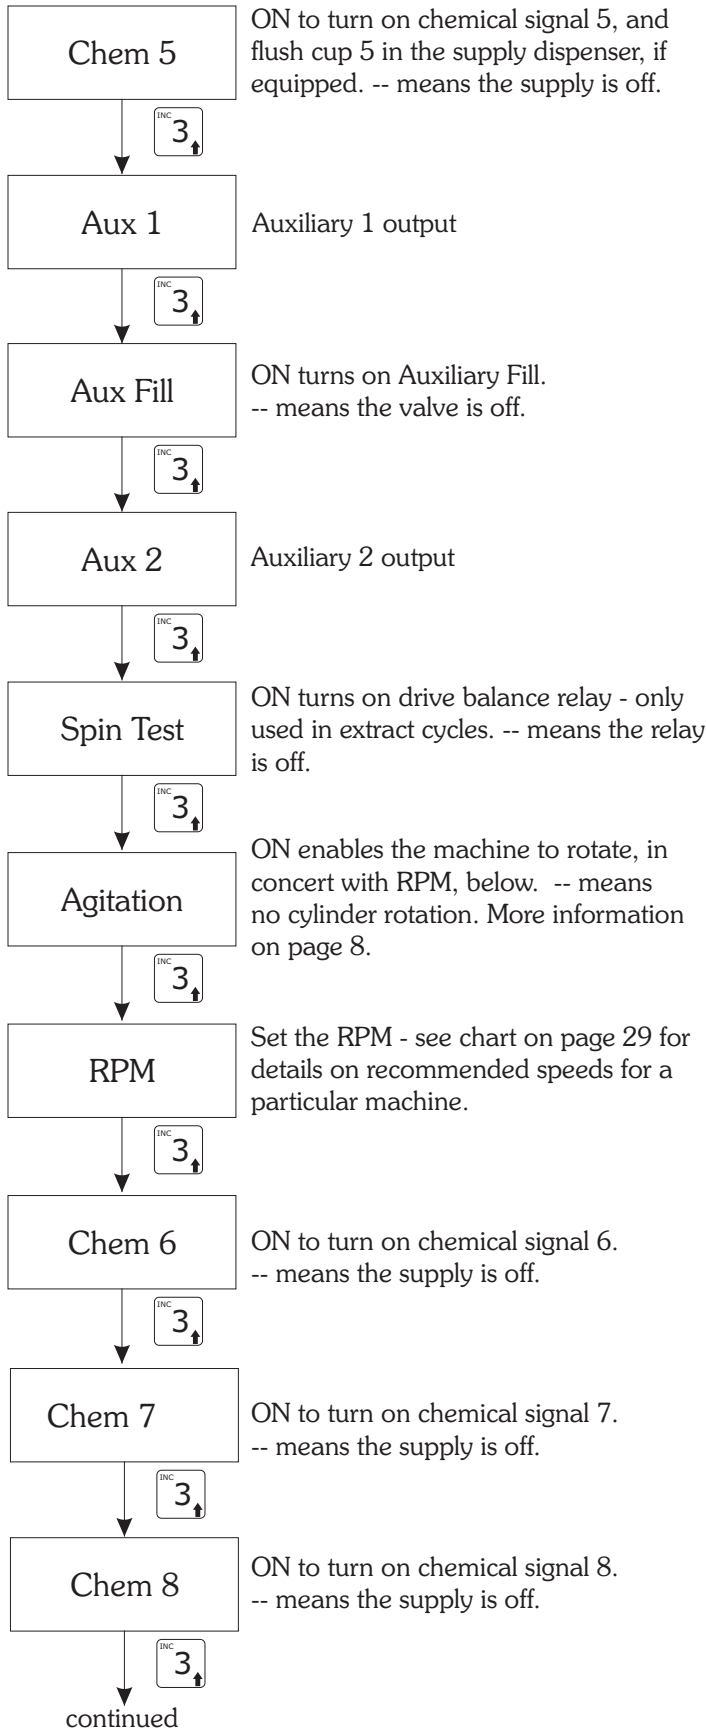 Chem 5
ON to turn on chemical signal 5, and
flush cup 5 in the supply dispenser, if
equipped. -- means the supply is off.
INC
3
Aux 1
Auxiliary 1 output
INC
3
Aux Fill
ON turns on Auxiliary Fill.
-- means the valve is off.
INC
3
Aux 2
Auxiliary 2 output
INC
3
Spin Test
ON turns on drive balance relay - only
used in extract cycles. -- means the relay
is off.
INC
3
Agitation
ON enables the machine to rotate, in
concert with RPM, below.  -- means
no cylinder rotation. More information
on page 8.
INC
3
RPM
Set the RPM - see chart on page 29 for
details on recommended speeds for a
particular machine.
INC
3
Chem 6
ON to turn on chemical signal 6.
-- means the supply is off.
INC
3
Chem 7
ON to turn on chemical signal 7.
-- means the supply is off.
INC
3
Chem 8
ON to turn on chemical signal 8.
-- means the supply is off.
INC
3
continued